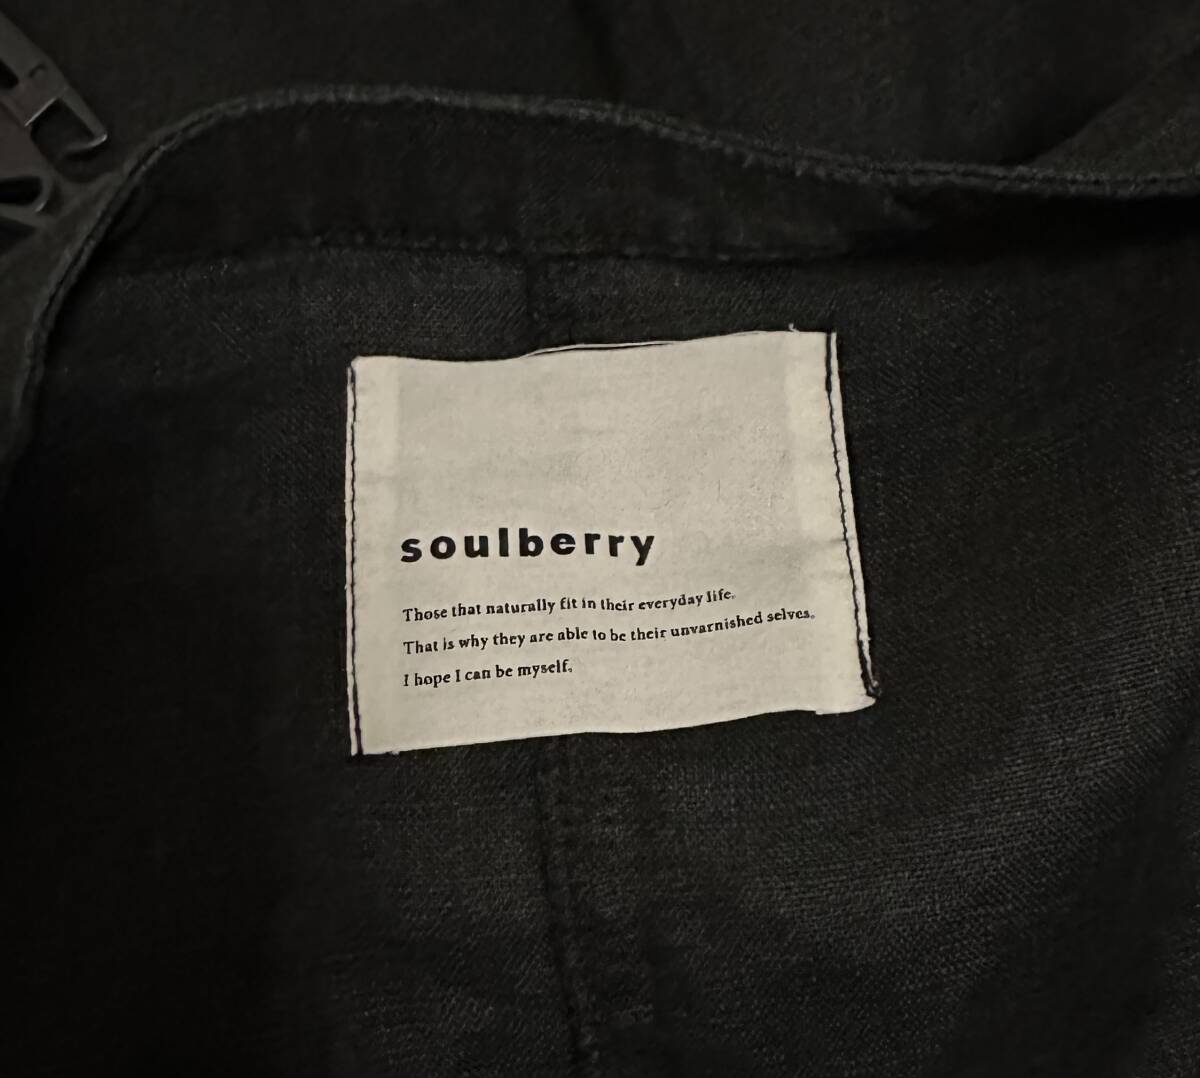 soulberry
Those that naturally fit in their everyday life.
That is why they are able to be their unvarnished selves.
I hope I can be myself.